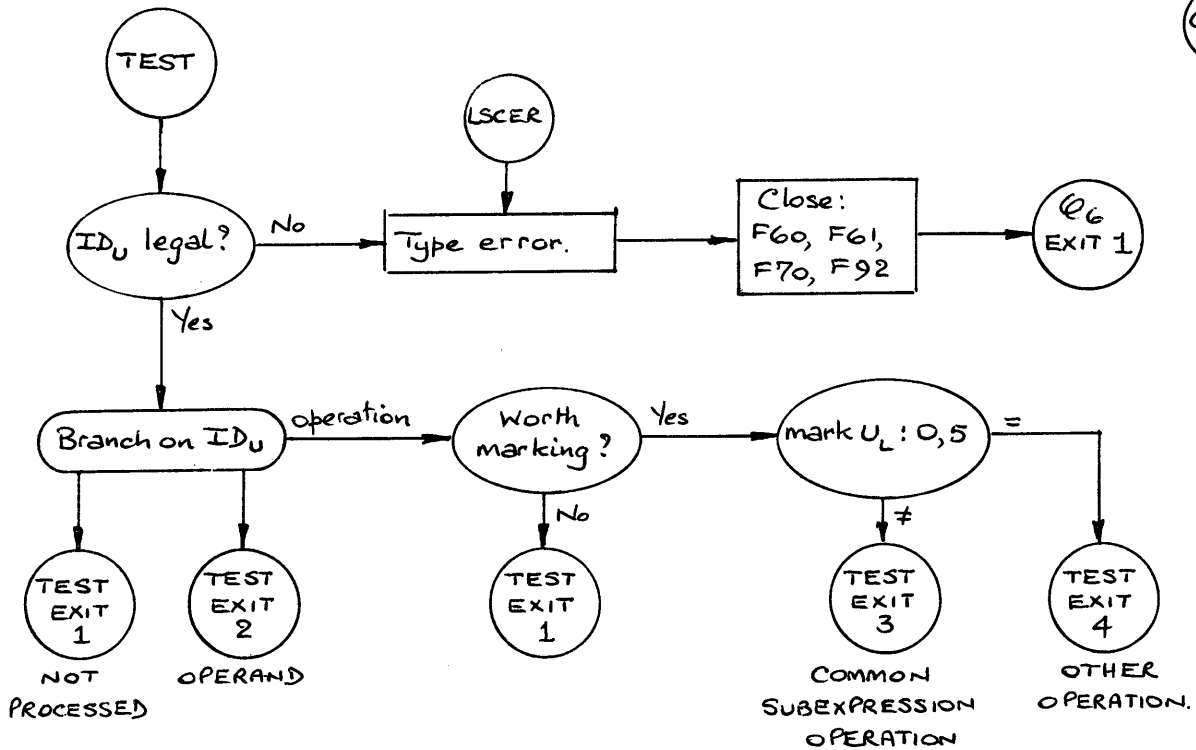 TEST
LSCER
ID_U legal?
No
Type error.
Close:
F60, F61,
F70, F92
EXIT 1
Yes
Branch on ID_U
operation
Worth
marking?
Yes
mark U_L : 0,5
=
No
≠
TEST
EXIT
1
NOT
PROCESSED
TEST
EXIT
2
OPERAND
TEST
EXIT
1
TEST
EXIT
3
COMMON
SUBEXPRESSION
OPERATION
TEST
EXIT
4
OTHER
OPERATION.